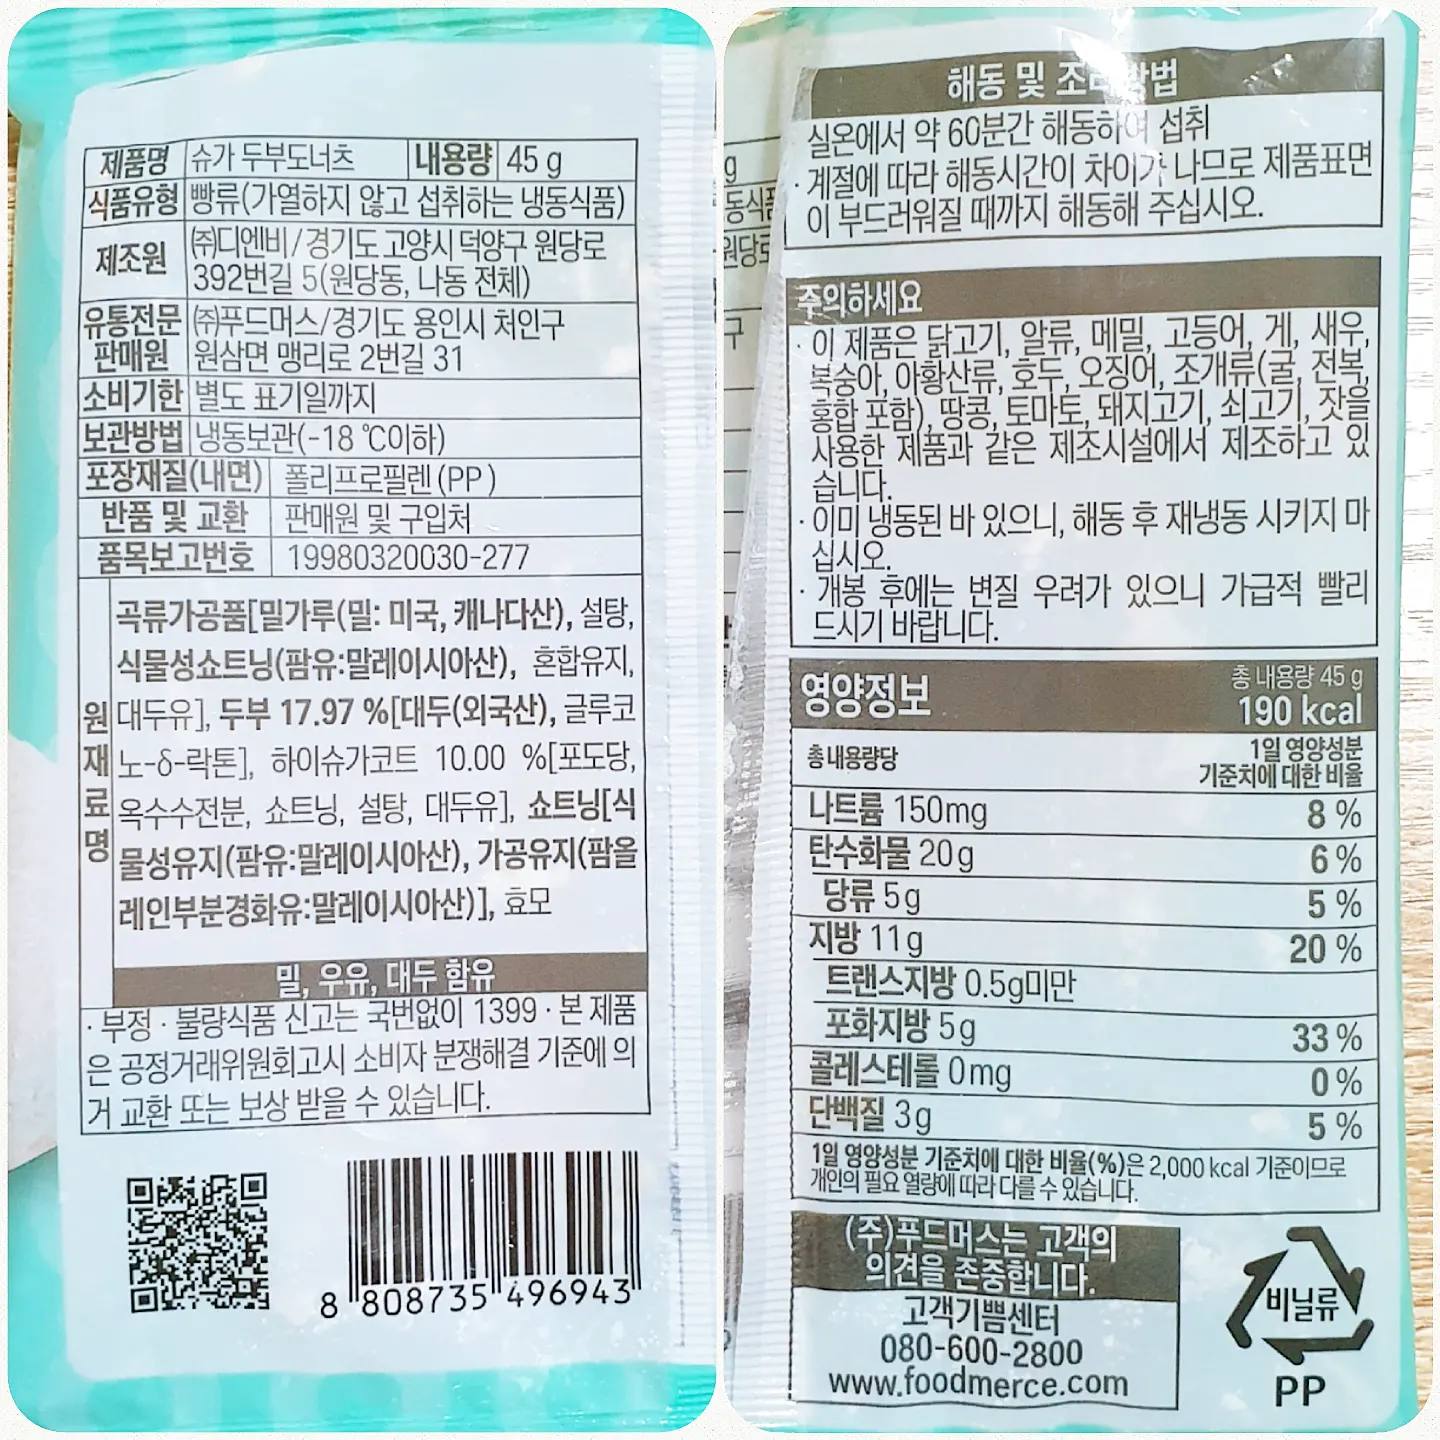 제품명 슈가 두부도너츠 내용량 45 g
식품유형 빵류(가열하지 않고 섭취하는 냉동식품)
제조원 ㈜디엔비/경기도 고양시 덕양구 원당로
392번길 5(원당동, 나동 전체)
유통전문 ㈜푸드머스/경기도 용인시 처인구
판매원 원삼면 맹리로 2번길 31
소비기한 별도 표기일까지
보관방법 냉동보관(-18 ℃이하)
포장재질(내면) 폴리프로필렌(PP)
반품 및 교환 판매원 및 구입처
품목보고번호 19980320030-277
원재료명
곡류가공품[밀가루(밀: 미국, 캐나다산), 설탕,
식물성쇼트닝(팜유:말레이시아산), 혼합유지,
대두유], 두부 17.97 %[대두(외국산), 글루코
노-δ-락톤], 하이슈가코트 10.00 %[포도당,
옥수수전분, 쇼트닝, 설탕, 대두유], 쇼트닝[식
물성유지(팜유:말레이시아산), 가공유지(팜올
레인부분경화유:말레이시아산)], 효모
밀, 우유, 대두 함유
· 부정 · 불량식품 신고는 국번없이 1399 · 본 제품
은 공정거래위원회고시 소비자 분쟁해결 기준에 의
거 교환 또는 보상 받을 수 있습니다.
8 808735 496943
해동 및 조리방법
실온에서 약 60분간 해동하여 섭취
· 계절에 따라 해동시간이 차이가 나므로 제품표면
이 부드러워질 때까지 해동해 주십시오.
주의하세요
· 이 제품은 닭고기, 알류, 메밀, 고등어, 게, 새우,
복숭아, 아황산류, 호두, 오징어, 조개류(굴, 전복,
홍합 포함), 땅콩, 토마토, 돼지고기, 쇠고기, 잣을
사용한 제품과 같은 제조시설에서 제조하고 있
습니다.
· 이미 냉동된 바 있으니, 해동 후 재냉동 시키지 마
십시오.
· 개봉 후에는 변질 우려가 있으니 가급적 빨리
드시기 바랍니다.
영양정보 총 내용량 45 g
190 kcal
총 내용량당 1일 영양성분
기준치에 대한 비율
나트륨 150mg 8 %
탄수화물 20g 6 %
당류 5g 5 %
지방 11g 20 %
트랜스지방 0.5g미만
포화지방 5g 33 %
콜레스테롤 0mg 0 %
단백질 3g 5 %
1일 영양성분 기준치에 대한 비율(%)은 2,000 kcal 기준이므로
개인의 필요 열량에 따라 다를 수 있습니다.
(주)푸드머스는 고객의
의견을 존중합니다.
고객기쁨센터
080-600-2800
www.foodmerce.com
비닐류
PP